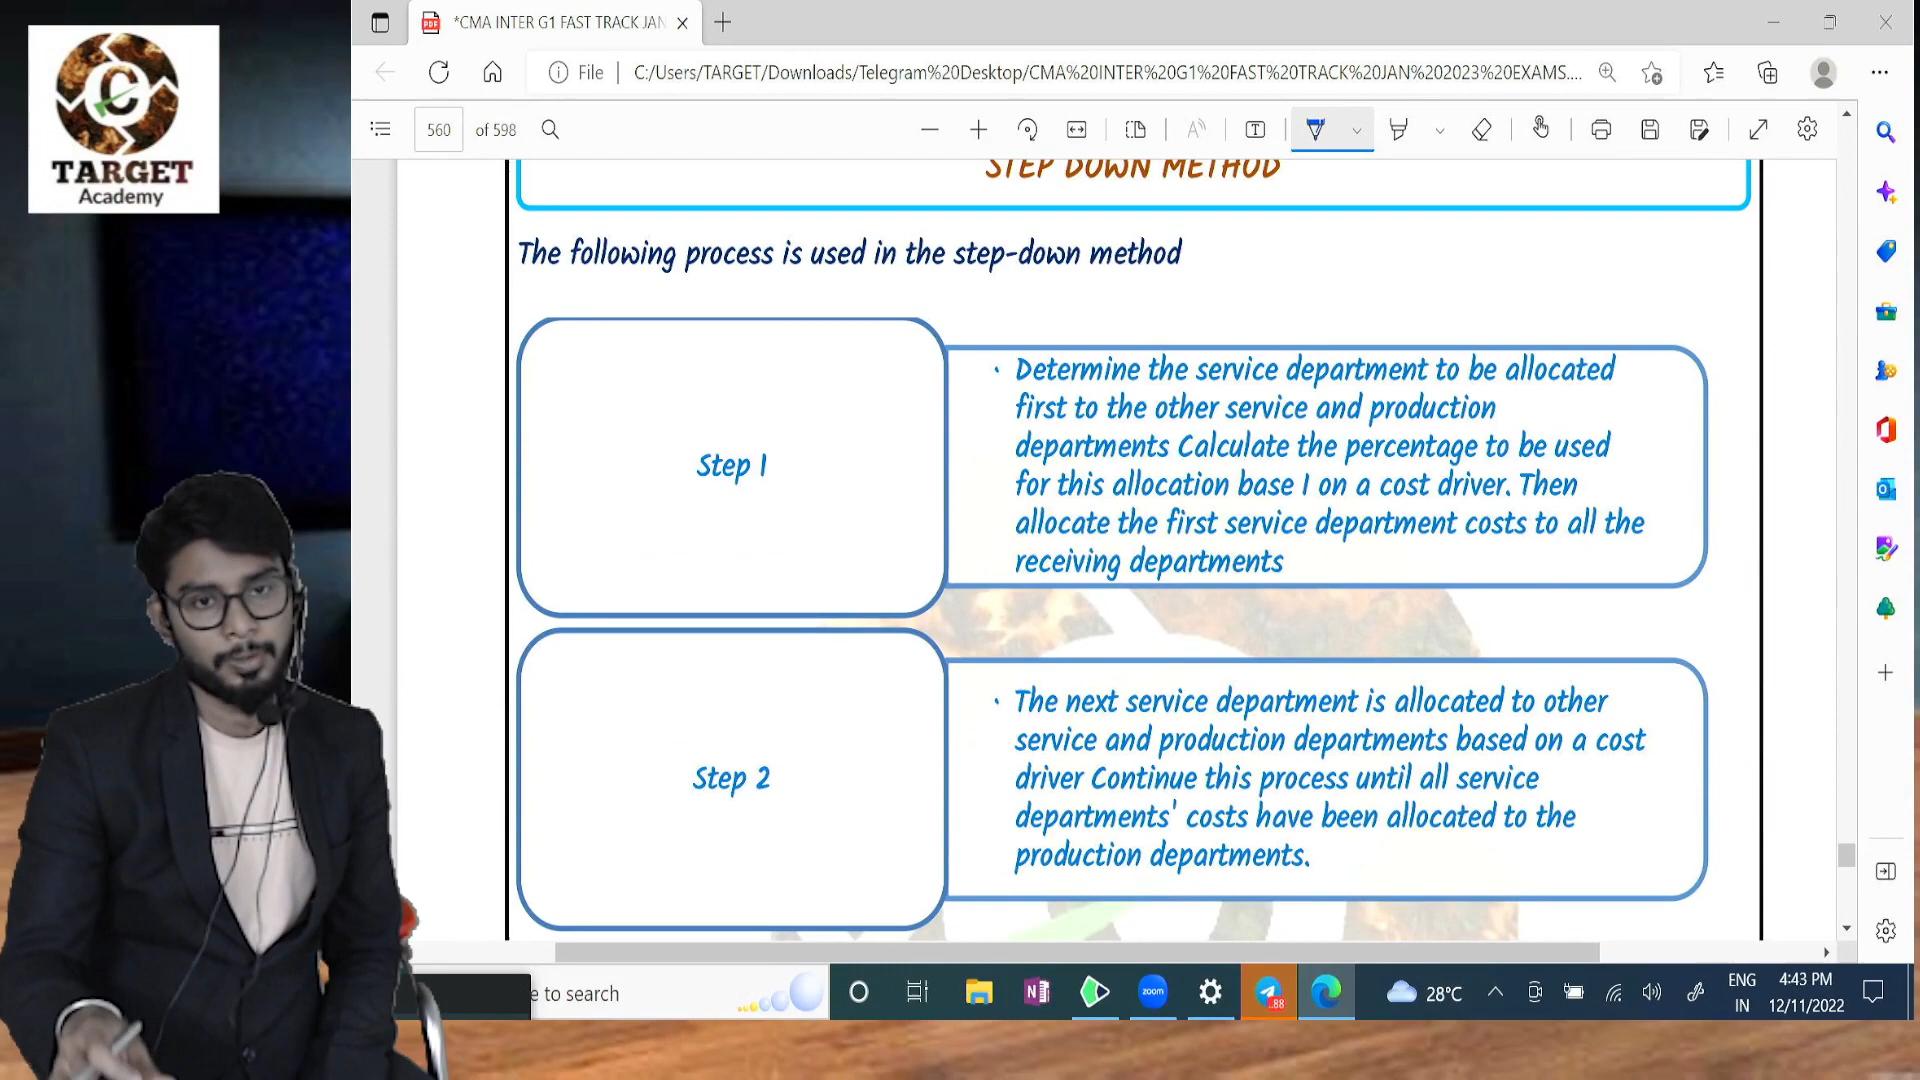 C
TARGET
Academy
*CMA INTER G1 FAST TRACK JAN
File
C:/Users/TARGET/Downloads/Telegram%20Desktop/CMA%20INTER%20G1%20FAST%20TRACK%20JAN%202023%20EXAMS....
560 of 598
STEP DOWN METHOD
The following process is used in the step-down method
Step 1
· Determine the service department to be allocated
first to the other service and production
departments Calculate the percentage to be used
for this allocation base I on a cost driver. Then
allocate the first service department costs to all the
receiving departments
Step 2
· The next service department is allocated to other
service and production departments based on a cost
driver Continue this process until all service
departments' costs have been allocated to the
production departments.
e to search
zoom
88
28°C
ENG
IN
4:43 PM
12/11/2022